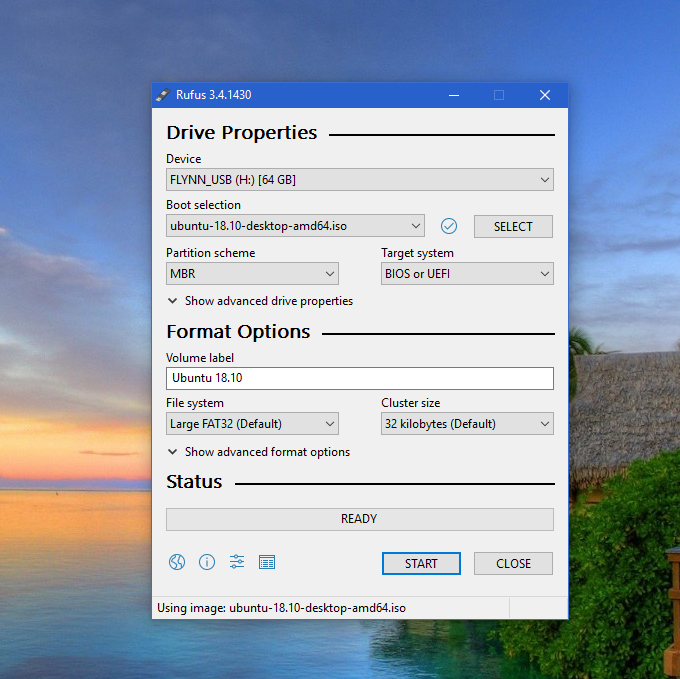 Rufus 3.4.1430
Drive Properties
Device
FLYNN_USB (H:) [64 GB]
Boot selection
ubuntu-18.10-desktop-amd64.iso
SELECT
Partition scheme
Target system
MBR
BIOS or UEFI
Show advanced drive properties
Format Options
Volume label
Ubuntu 18.10
File system
Cluster size
Large FAT32 (Default)
32 kilobytes (Default)
Show advanced format options
Status
READY
START
CLOSE
Using image: ubuntu-18.10-desktop-amd64.iso